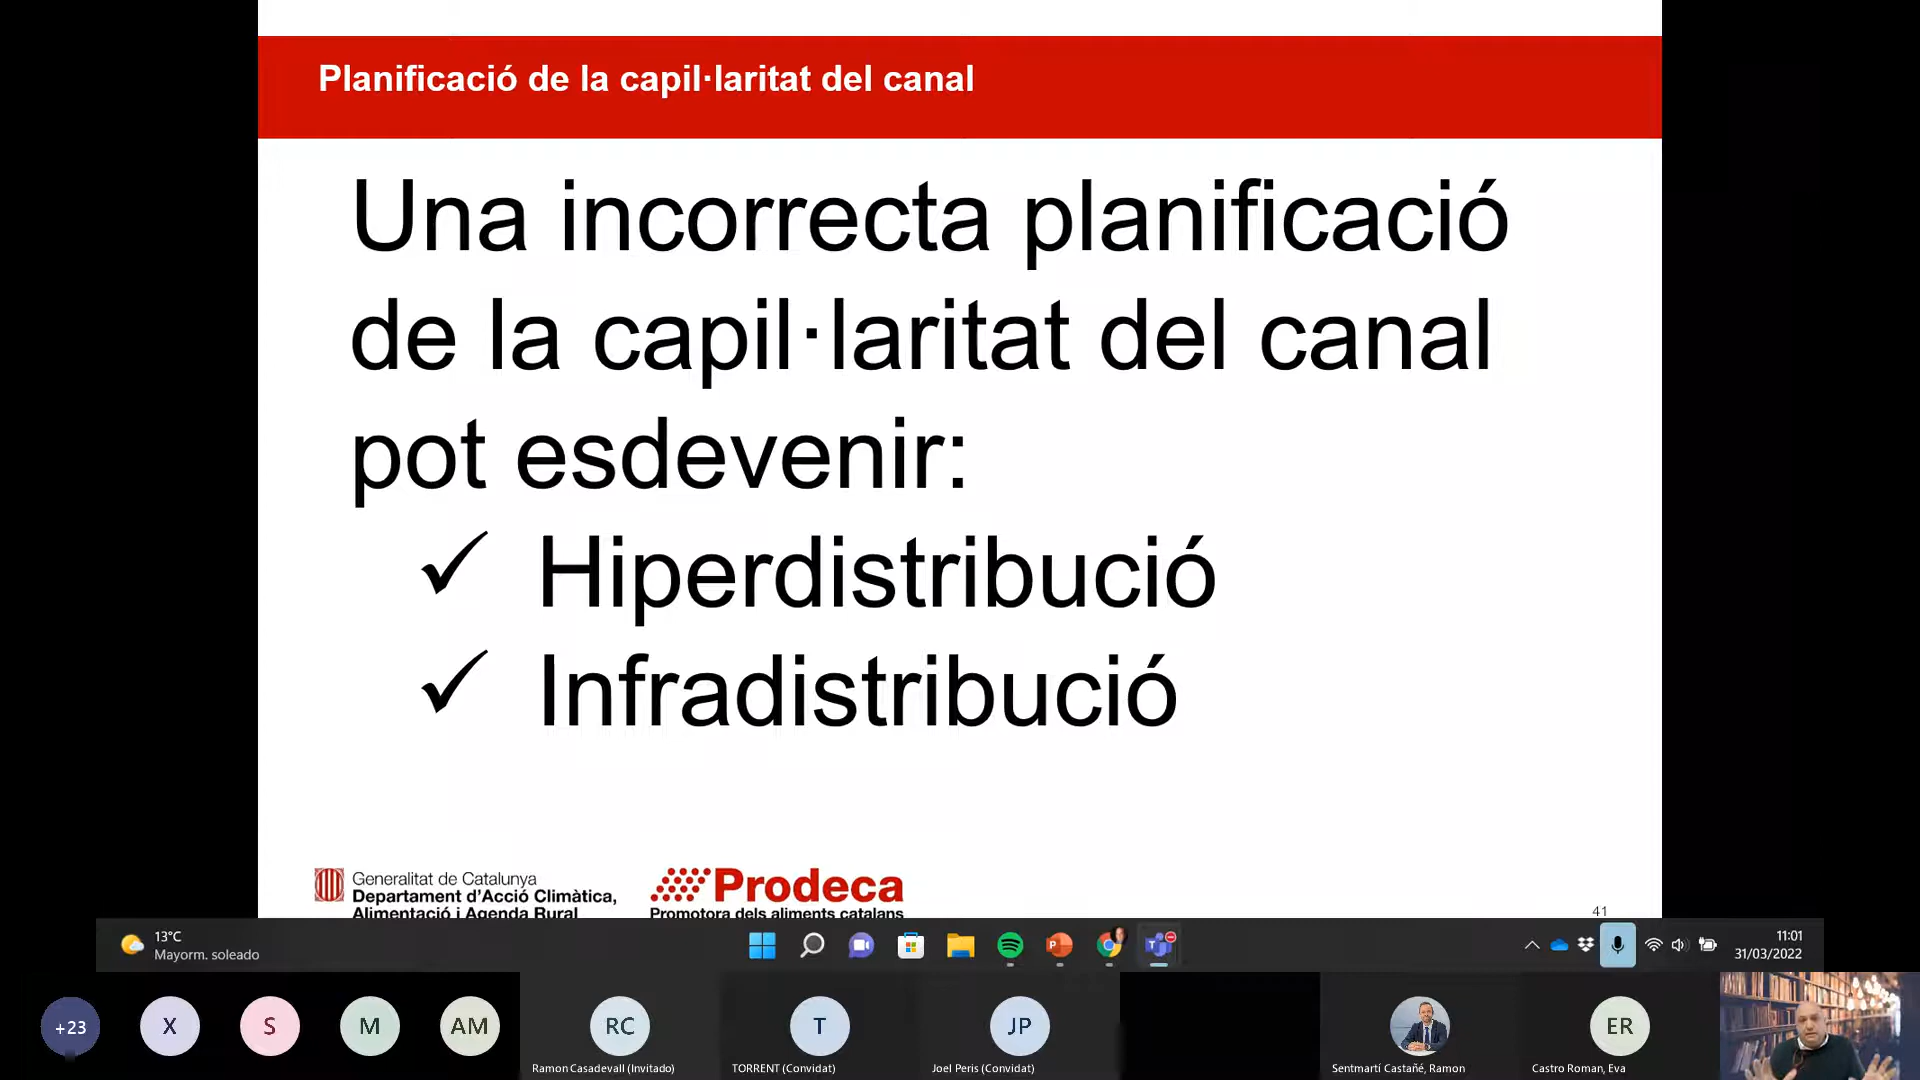 Planificació de la capil·laritat del canal
Una incorrecta planificació
de la capil·laritat del canal
pot esdevenir:
✓ Hiperdistribució
✓ Infradistribució
Generalitat de Catalunya
Departament d'Acció Climàtica,
Alimentació i Agenda Rural
Prodeca
Promotora dels aliments catalans
41
13°C
Mayorm. soleado
11:01
31/03/2022
+23
X
S
M
AM
RC
T
JP
ER
Ramon Casadevall (Invitado)
TORRENT (Convidat)
Joel Peris (Convidat)
Sentmartí Castañé, Ramon
Castro Roman, Eva